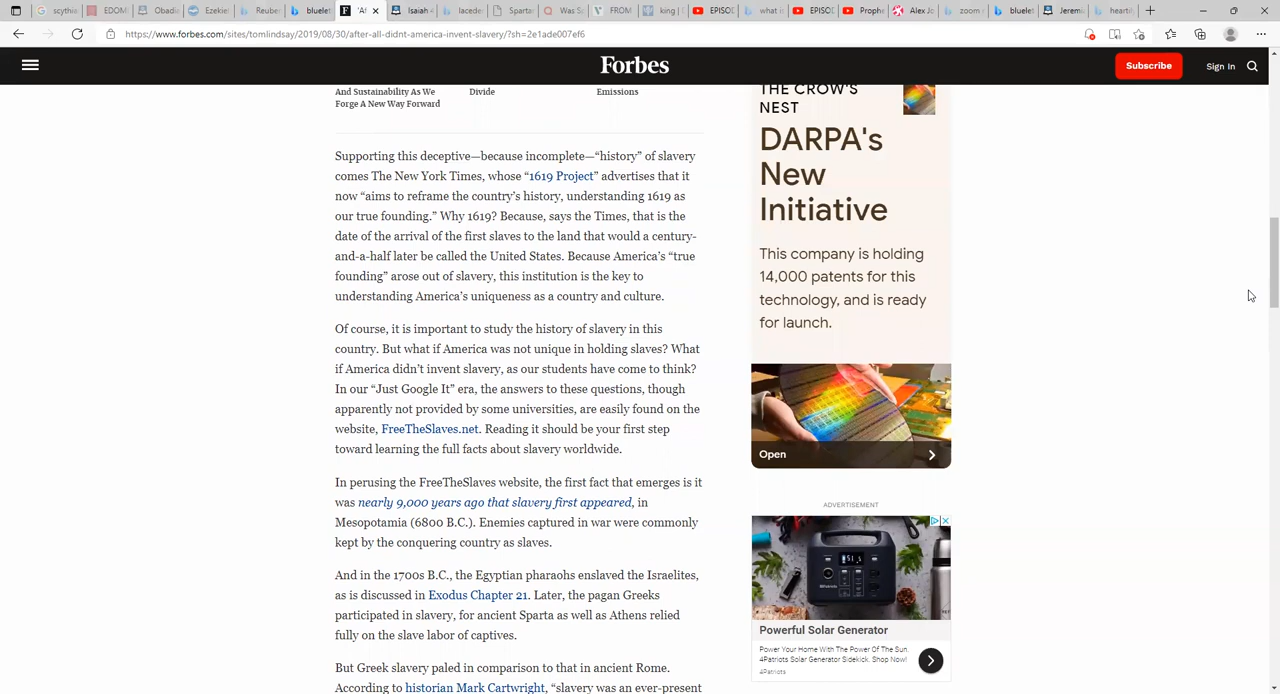 scythia
EDOM
Obadia
Ezekiel
Reuben
bluelet
'Af
Isaiah 4
lacedem
Sparta
Was Sp
FROM
king |
EPISO
what is
EPISO
Prophe
Alex Jo
zoom
bluelet
Jerem
heartif
https://www.forbes.com/sites/tomlindsay/2019/08/30/after-all-didnt-america-invent-slavery/?sh=2e1ade007ef6
Forbes
Subscribe
Sign In
And Sustainability As We
Forge A New Way Forward
Divide
Emissions
Supporting this deceptive—because incomplete—“history” of slavery
comes The New York Times, whose “1619 Project” advertises that it
now “aims to reframe the country’s history, understanding 1619 as
our true founding.” Why 1619? Because, says the Times, that is the
date of the arrival of the first slaves to the land that would a century-
and-a-half later be called the United States. Because America’s “true
founding” arose out of slavery, this institution is the key to
understanding America’s uniqueness as a country and culture.
Of course, it is important to study the history of slavery in this
country. But what if America was not unique in holding slaves? What
if America didn’t invent slavery, as our students have come to think?
In our “Just Google It” era, the answers to these questions, though
apparently not provided by some universities, are easily found on the
website, FreeTheSlaves.net. Reading it should be your first step
toward learning the full facts about slavery worldwide.
In perusing the FreeTheSlaves website, the first fact that emerges is it
was nearly 9,000 years ago that slavery first appeared, in
Mesopotamia (6800 B.C.). Enemies captured in war were commonly
kept by the conquering country as slaves.
And in the 1700s B.C., the Egyptian pharaohs enslaved the Israelites,
as is discussed in Exodus Chapter 21. Later, the pagan Greeks
participated in slavery, for ancient Sparta as well as Athens relied
fully on the slave labor of captives.
But Greek slavery paled in comparison to that in ancient Rome.
According to historian Mark Cartwright, “slavery was an ever-present
THE CROW'S
NEST
DARPA's
New
Initiative
This company is holding
14,000 patents for this
technology, and is ready
for launch.
Open
ADVERTISEMENT
Powerful Solar Generator
Power Your Home With The Power Of The Sun.
4Patriots Solar Generator Sidekick. Shop Now!
4Patriots